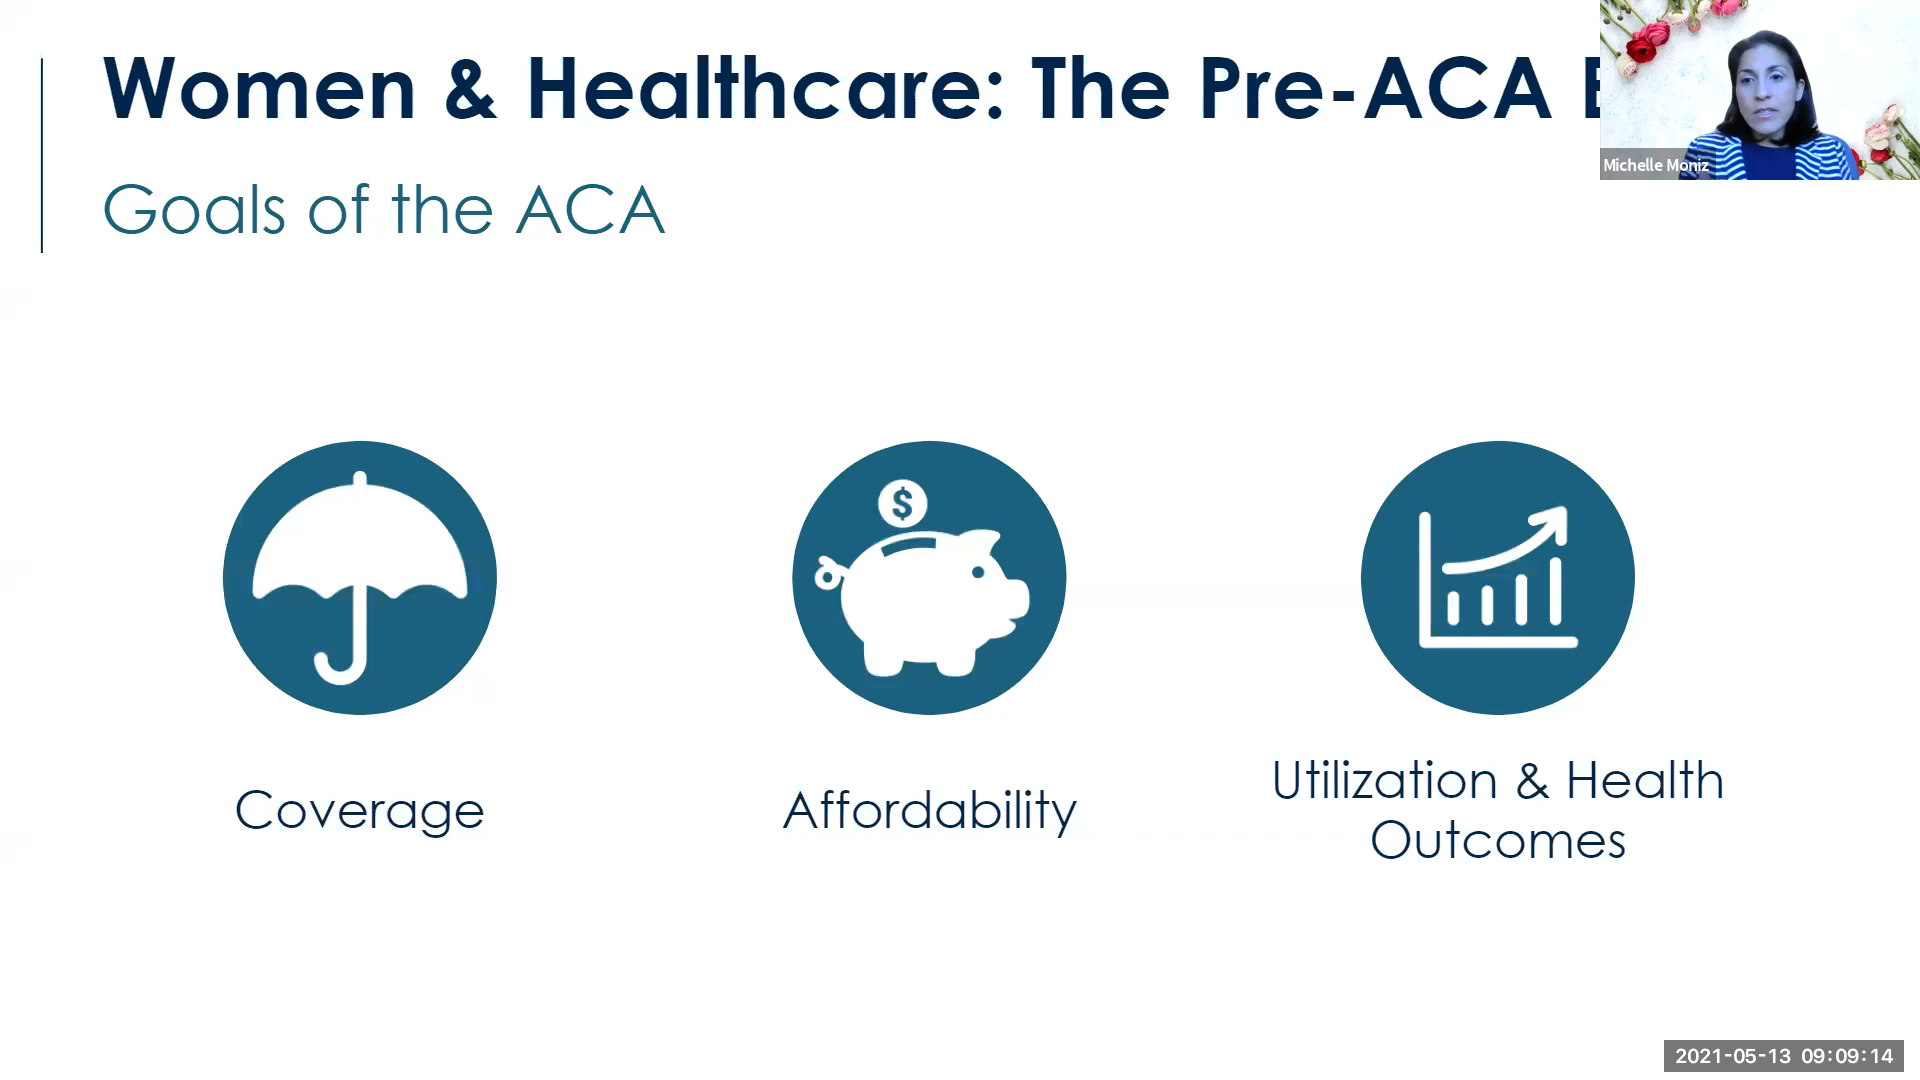 Women & Healthcare: The Pre-ACA
Goals of the ACA
Michelle Moniz
$
Coverage
Affordability
Utilization & Health
Outcomes
2021-05-13 09:09:14